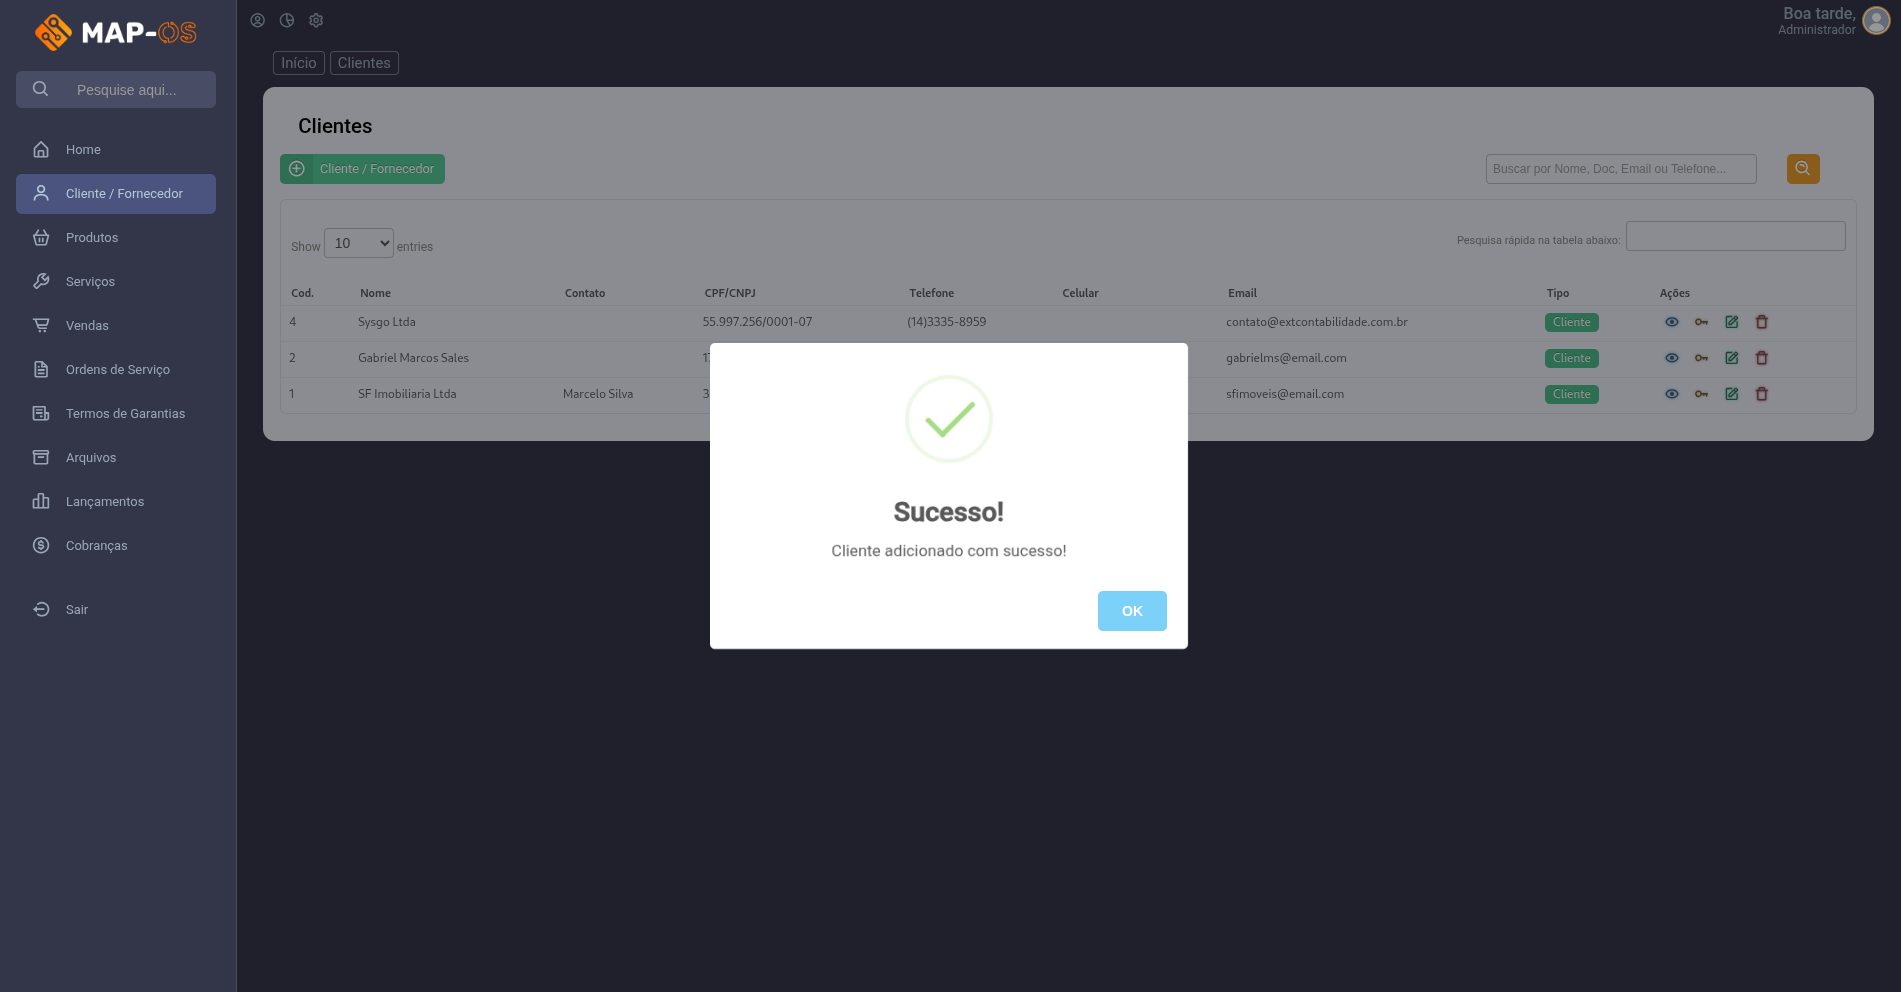 MAP-OS
Boa tarde,
Administrador
Pesquise aqui...
Início Clientes
Home
Cliente / Fornecedor
Produtos
Serviços
Vendas
Ordens de Serviço
Termos de Garantias
Arquivos
Lançamentos
Cobranças
Sair
Clientes
Cliente / Fornecedor
Buscar por Nome, Doc, Email ou Telefone...
Show 10 entries
Pesquisa rápida na tabela abaixo:
Cod. Nome Contato CPF/CNPJ Telefone Celular Email Tipo Ações
4 Sysgo Ltda 55.997.256/0001-07 (14)3335-8959 contato@extcontabilidade.com.br Cliente
2 Gabriel Marcos Sales gabrielms@email.com Cliente
1 SF Imobiliaria Ltda Marcelo Silva sfimoveis@email.com Cliente
Sucesso!
Cliente adicionado com sucesso!
OK